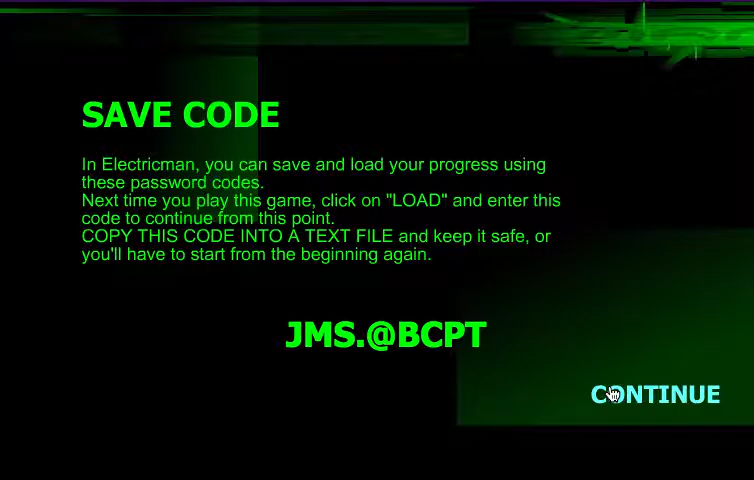 SAVE CODE
In Electricman, you can save and load your progress using
these password codes.
Next time you play this game, click on "LOAD" and enter this
code to continue from this point.
COPY THIS CODE INTO A TEXT FILE and keep it safe, or
you'll have to start from the beginning again.
JMS.@BCPT
CONTINUE